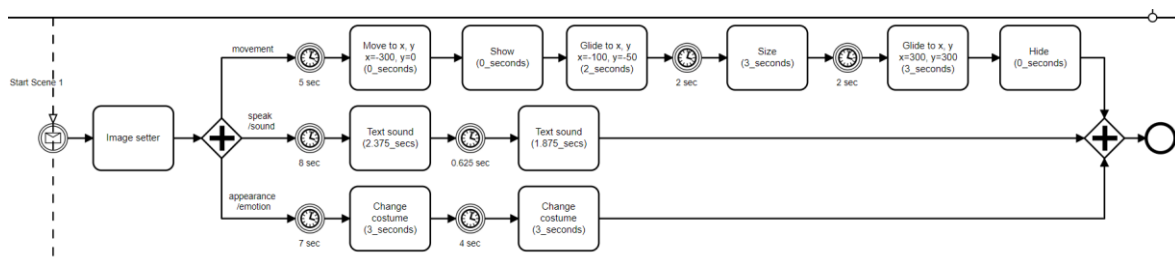 movement
Move to x, y
x=-300, y=0
(0_seconds)
Show
(0_seconds)
Glide to x, y
x=-100, y=-50
(2_seconds)
Size
(3_seconds)
Glide to x, y
x=300, y=300
(3_seconds)
Hide
(0_seconds)
5 sec
2 sec
2 sec
Start Scene 1
Image setter
speak
/sound
Text sound
(2.375_secs)
Text sound
(1.875_secs)
8 sec
0.625 sec
appearance
/emotion
Change
costume
(3_seconds)
Change
costume
(3_seconds)
7 sec
4 sec